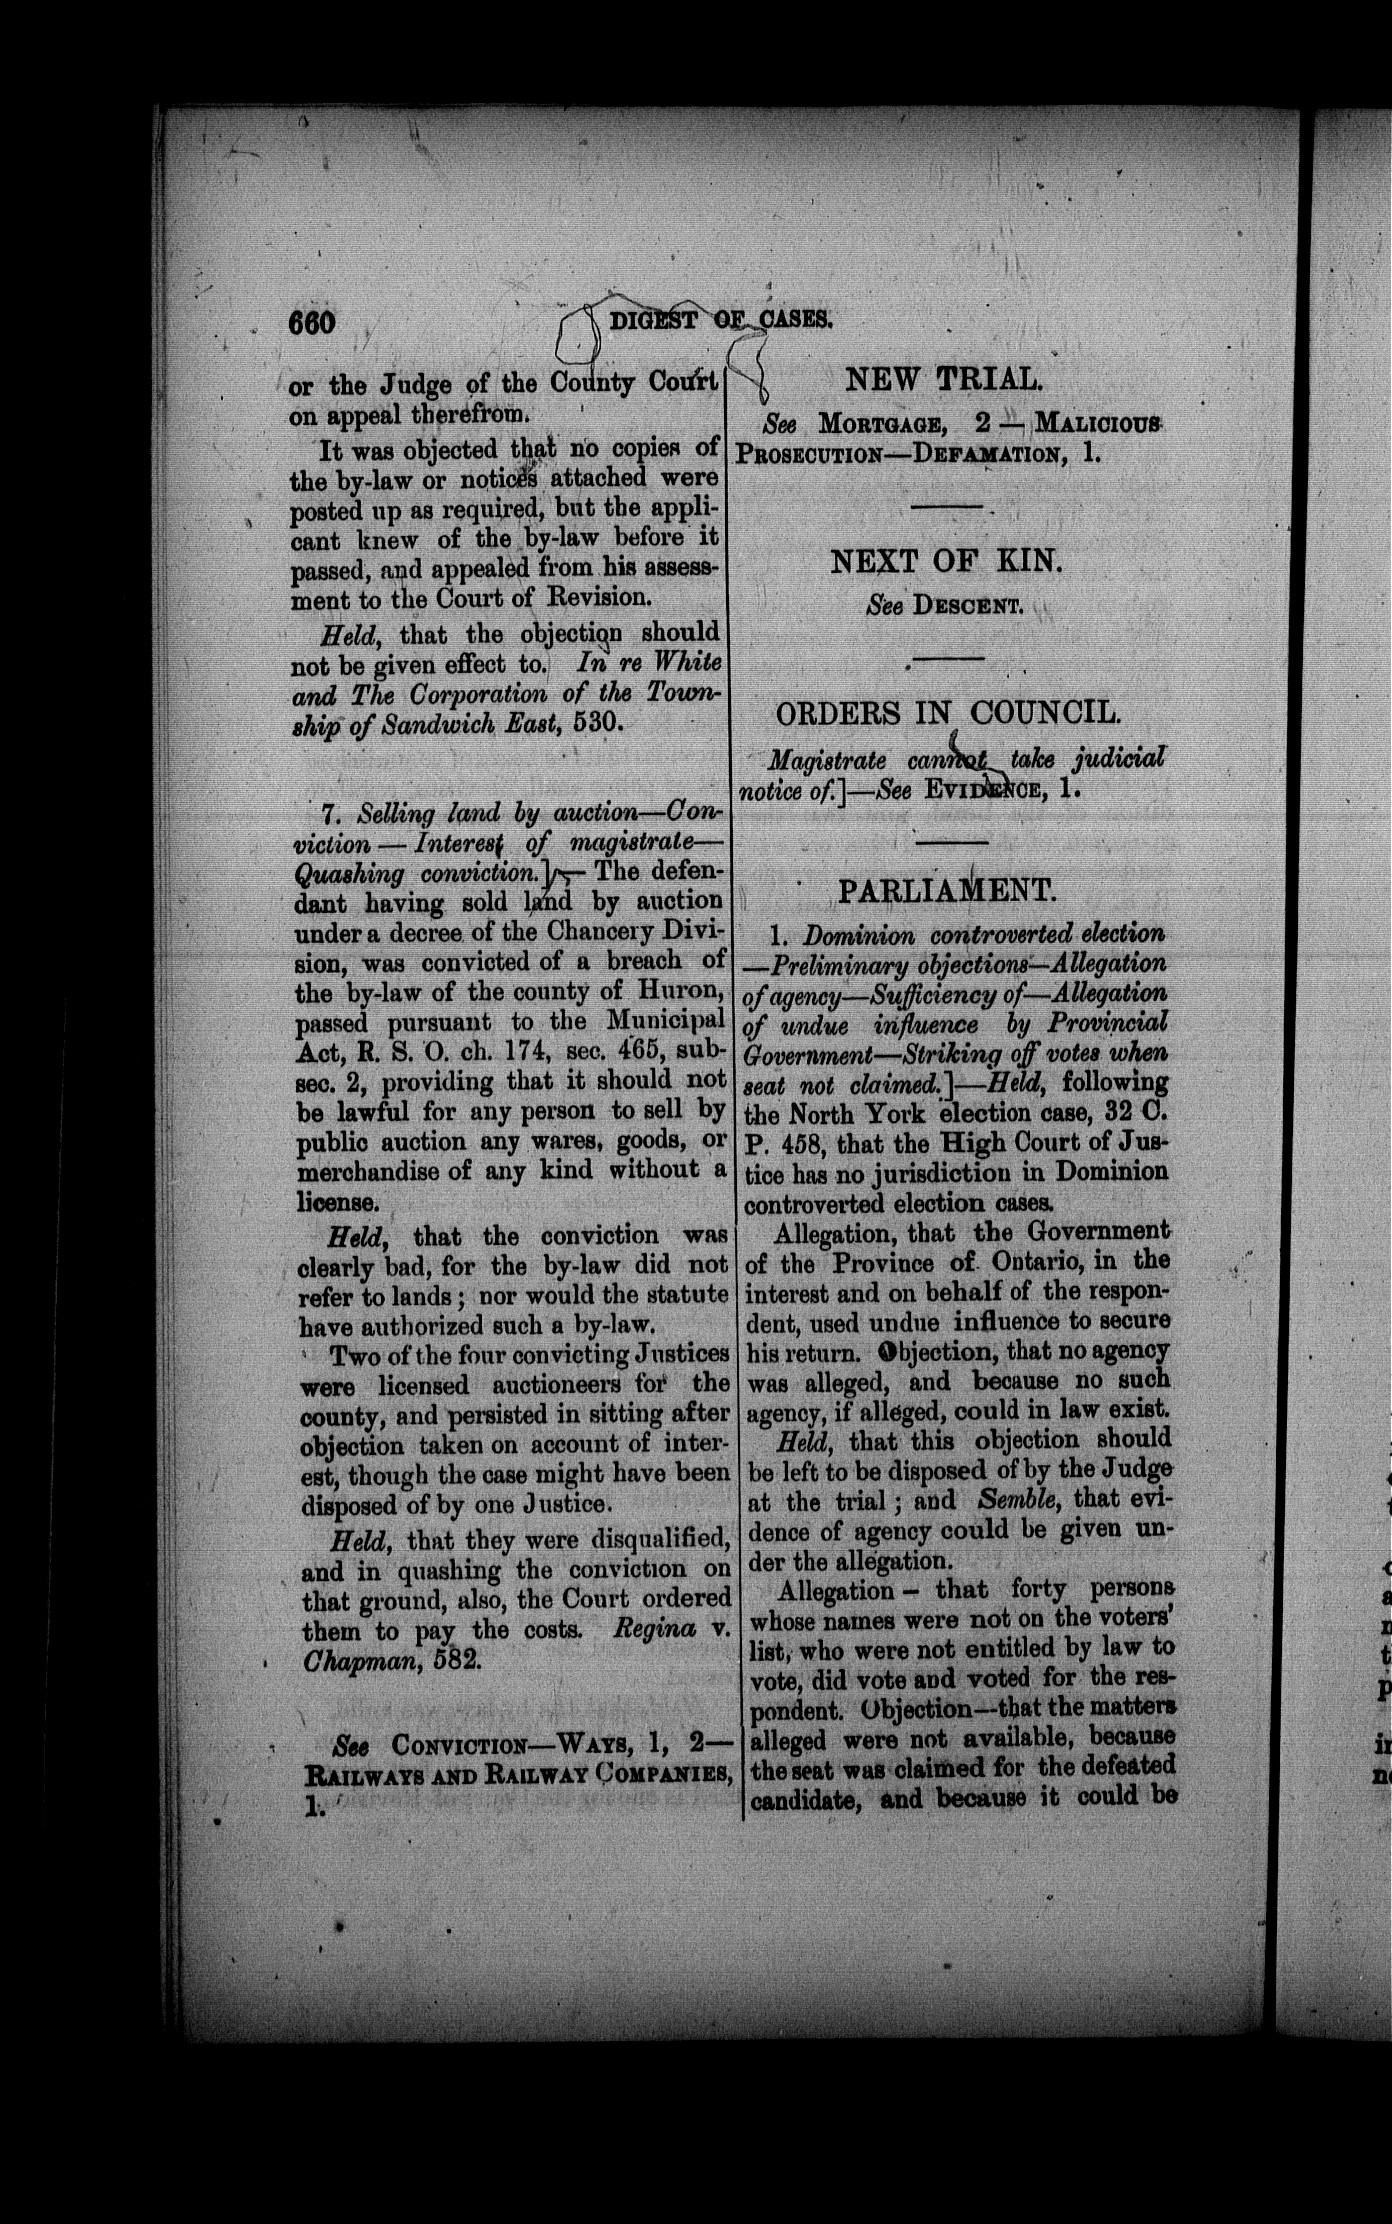 660 DIGEST OF CASES.
or the Judge of the County Court
on appeal therefrom.
It was objected that no copies of
the by-law or notices attached were
posted up as required, but the appli-
cant knew of the by-law before it
passed, and appealed from his assess-
ment to the Court of Revision.
Held, that the objection should
not be given effect to. In re White
and The Corporation of the Town-
ship of Sandwich East, 530.
7. Selling land by auction—Con-
viction — Interest of magistrate—
Quashing conviction.]— The defen-
dant having sold land by auction
under a decree of the Chancery Divi-
sion, was convicted of a breach of
the by-law of the county of Huron,
passed pursuant to the Municipal
Act, R. S. O. ch. 174, sec. 465, sub-
sec. 2, providing that it should not
be lawful for any person to sell by
public auction any wares, goods, or
merchandise of any kind without a
license.
Held, that the conviction was
clearly bad, for the by-law did not
refer to lands; nor would the statute
have authorized such a by-law.
Two of the four convicting Justices
were licensed auctioneers for the
county, and persisted in sitting after
objection taken on account of inter-
est, though the case might have been
disposed of by one Justice.
Held, that they were disqualified,
and in quashing the conviction on
that ground, also, the Court ordered
them to pay the costs. Regina v.
Chapman, 582.
See CONVICTION—WAYS, 1, 2—
RAILWAYS AND RAILWAY COMPANIES,
1.
NEW TRIAL.
See MORTGAGE, 2 — MALICIOUS
PROSECUTION—DEFAMATION, 1.
NEXT OF KIN.
See DESCENT.
ORDERS IN COUNCIL.
Magistrate cannot take judicial
notice of.]—See EVIDENCE, 1.
PARLIAMENT.
1. Dominion controverted election
—Preliminary objections—Allegation
of agency—Sufficiency of—Allegation
of undue influence by Provincial
Government—Striking off votes when
seat not claimed.]—Held, following
the North York election case, 32 C.
P. 458, that the High Court of Jus-
tice has no jurisdiction in Dominion
controverted election cases.
Allegation, that the Government
of the Province of Ontario, in the
interest and on behalf of the respon-
dent, used undue influence to secure
his return. Objection, that no agency
was alleged, and because no such
agency, if alleged, could in law exist.
Held, that this objection should
be left to be disposed of by the Judge
at the trial; and Semble, that evi-
dence of agency could be given un-
der the allegation.
Allegation – that forty persons
whose names were not on the voters'
list, who were not entitled by law to
vote, did vote and voted for the res-
pondent. Objection—that the matters
alleged were not available, because
the seat was claimed for the defeated
candidate, and because it could be